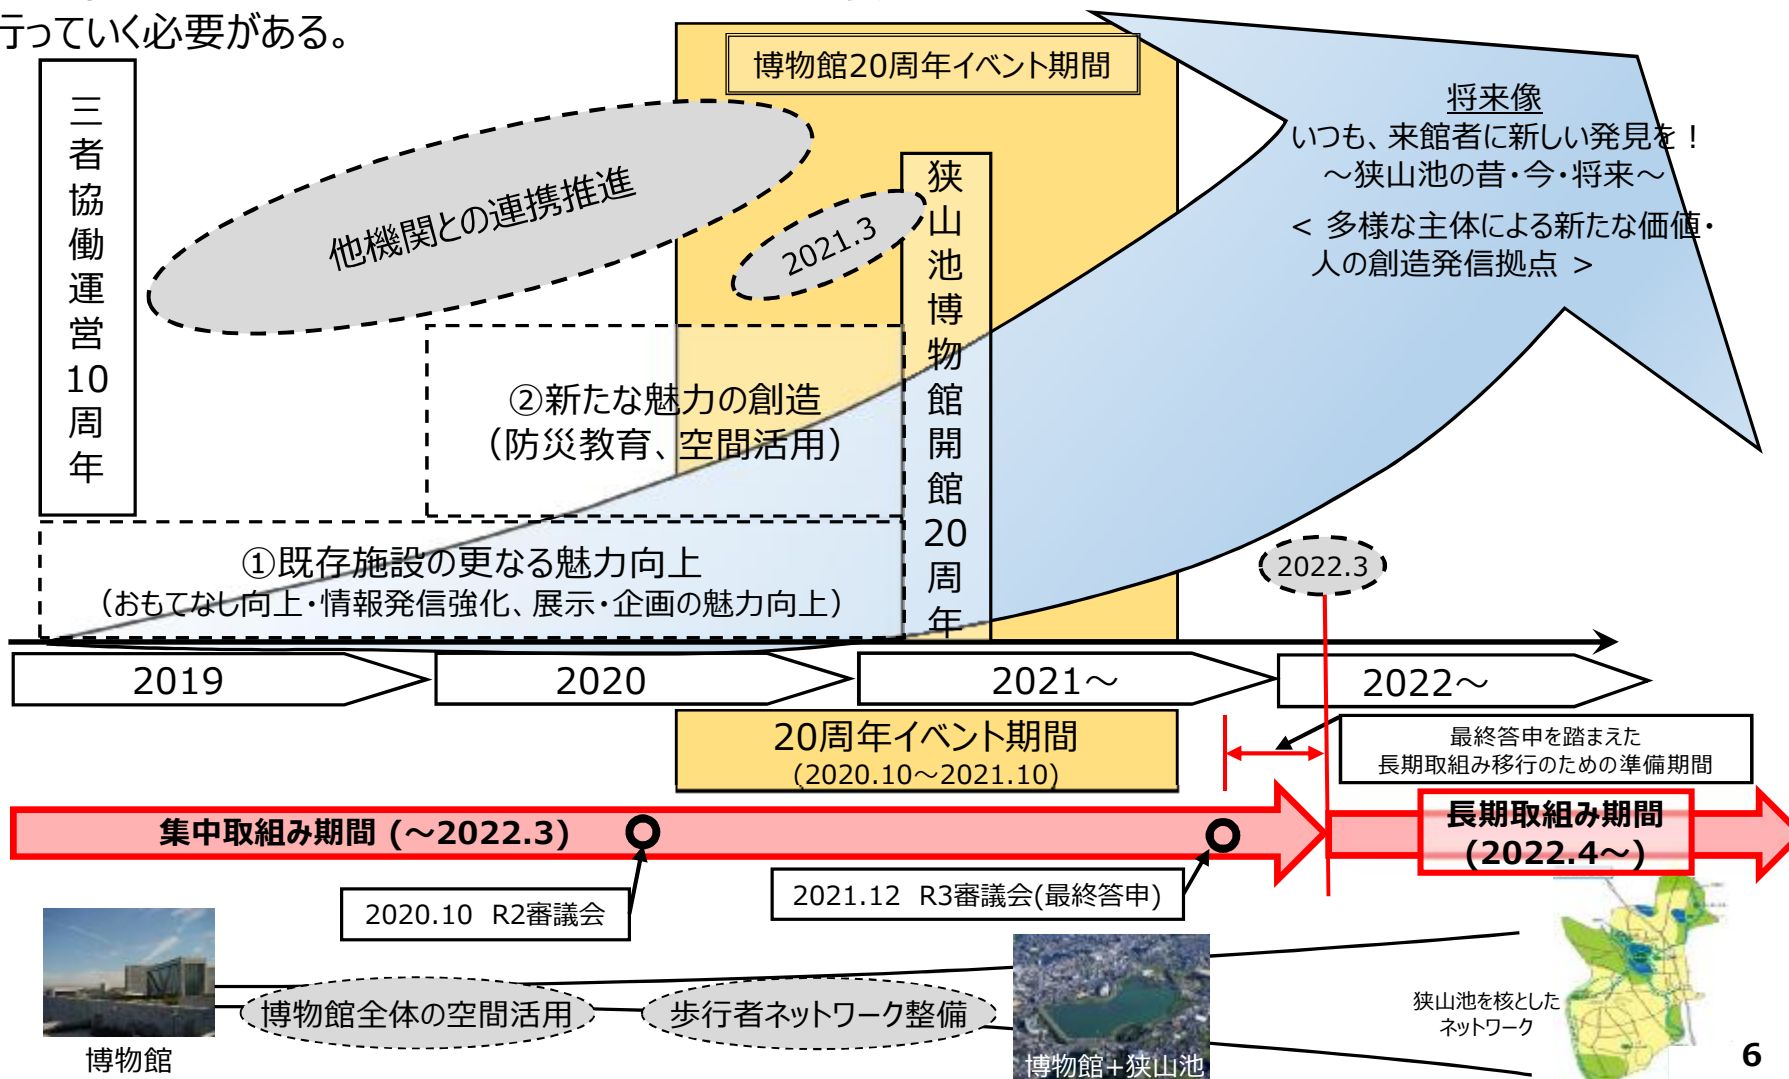 行っていく必要がある。
博物館20周年イベント期間
三者協働運営10周年
将来像
いつも、来館者に新しい発見を！
～狭山池の昔・今・将来～
< 多様な主体による新たな価値・
人の創造発信拠点 >
他機関との連携推進
2021.3
狭山池博物館開館20周年
②新たな魅力の創造
（防災教育、空間活用）
①既存施設の更なる魅力向上
（おもてなし向上・情報発信強化、展示・企画の魅力向上）
2022.3
2019
2020
2021～
2022～
20周年イベント期間
(2020.10～2021.10)
最終答申を踏まえた
長期取組み移行のための準備期間
集中取組み期間 (～2022.3)
長期取組み期間
(2022.4～)
2020.10 R2審議会
2021.12 R3審議会(最終答申)
博物館全体の空間活用
歩行者ネットワーク整備
狭山池を核とした
ネットワーク
博物館
博物館+狭山池
6